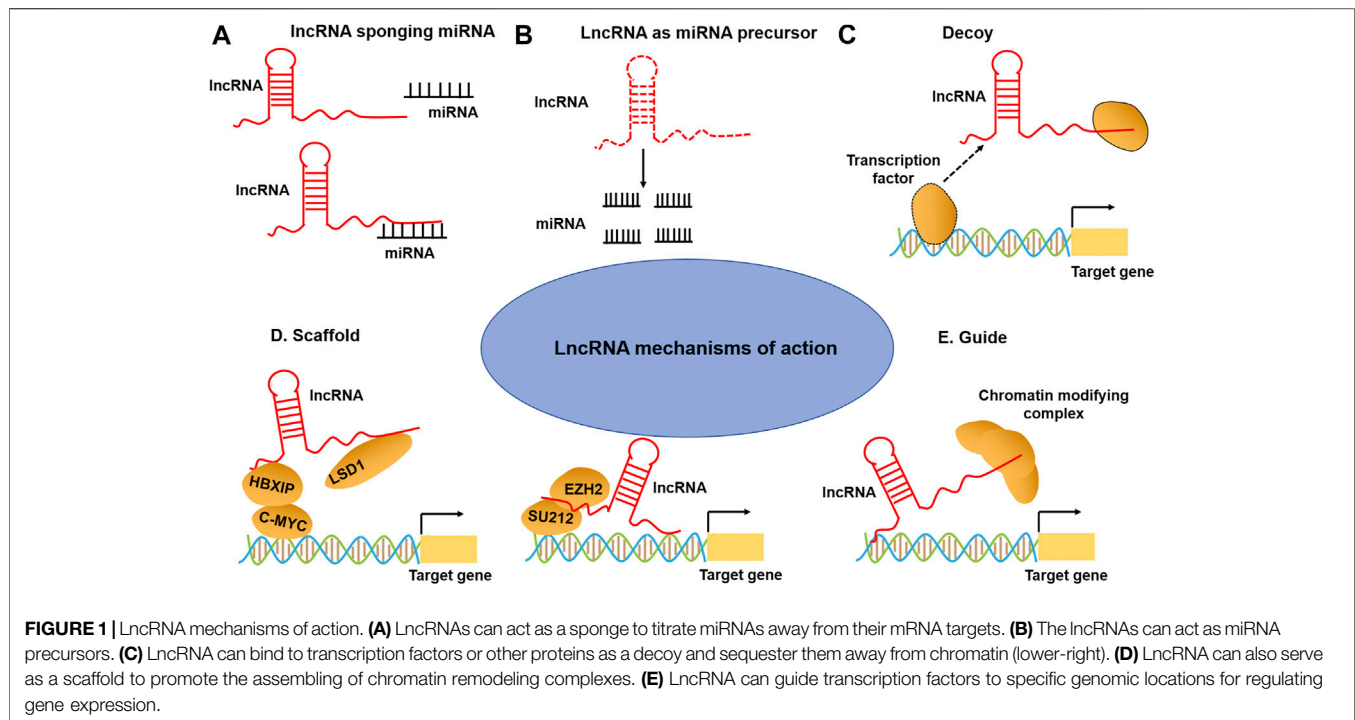 A
lncRNA sponging miRNA
lncRNA
miRNA
lncRNA
miRNA
B
LncRNA as miRNA precursor
lncRNA
miRNA
C
Decoy
lncRNA
Transcription
factor
Target gene
LncRNA mechanisms of action
D. Scaffold
lncRNA
LSD1
HBXIP
C-MYC
Target gene
EZH2
lncRNA
SU212
Target gene
E. Guide
Chromatin modifying
complex
lncRNA
Target gene
FIGURE 1 | LncRNA mechanisms of action. (A) LncRNAs can act as a sponge to titrate miRNAs away from their mRNA targets. (B) The lncRNAs can act as miRNA
precursors. (C) LncRNA can bind to transcription factors or other proteins as a decoy and sequester them away from chromatin (lower-right). (D) LncRNA can also serve
as a scaffold to promote the assembling of chromatin remodeling complexes. (E) LncRNA can guide transcription factors to specific genomic locations for regulating
gene expression.